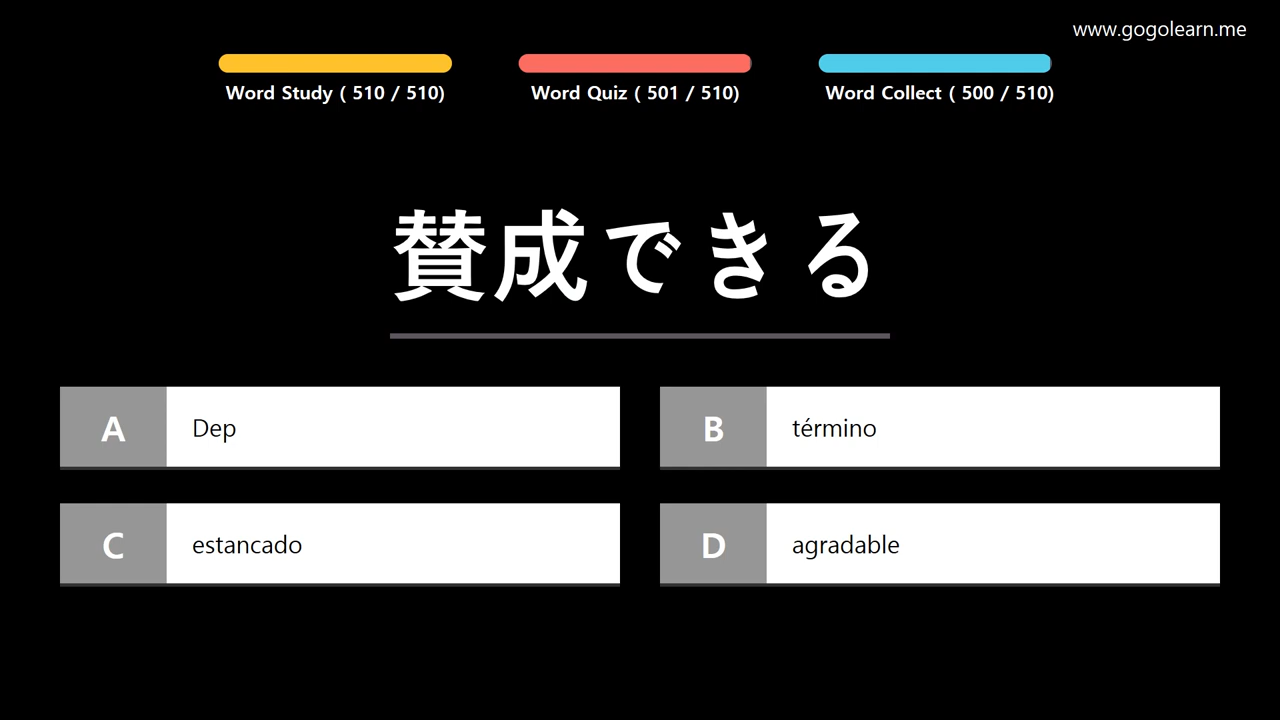 www.gogolearn.me
Word Study ( 510 / 510)
Word Quiz ( 501 / 510)
Word Collect ( 500 / 510)
賛成できる
A Dep
B término
C estancado
D agradable